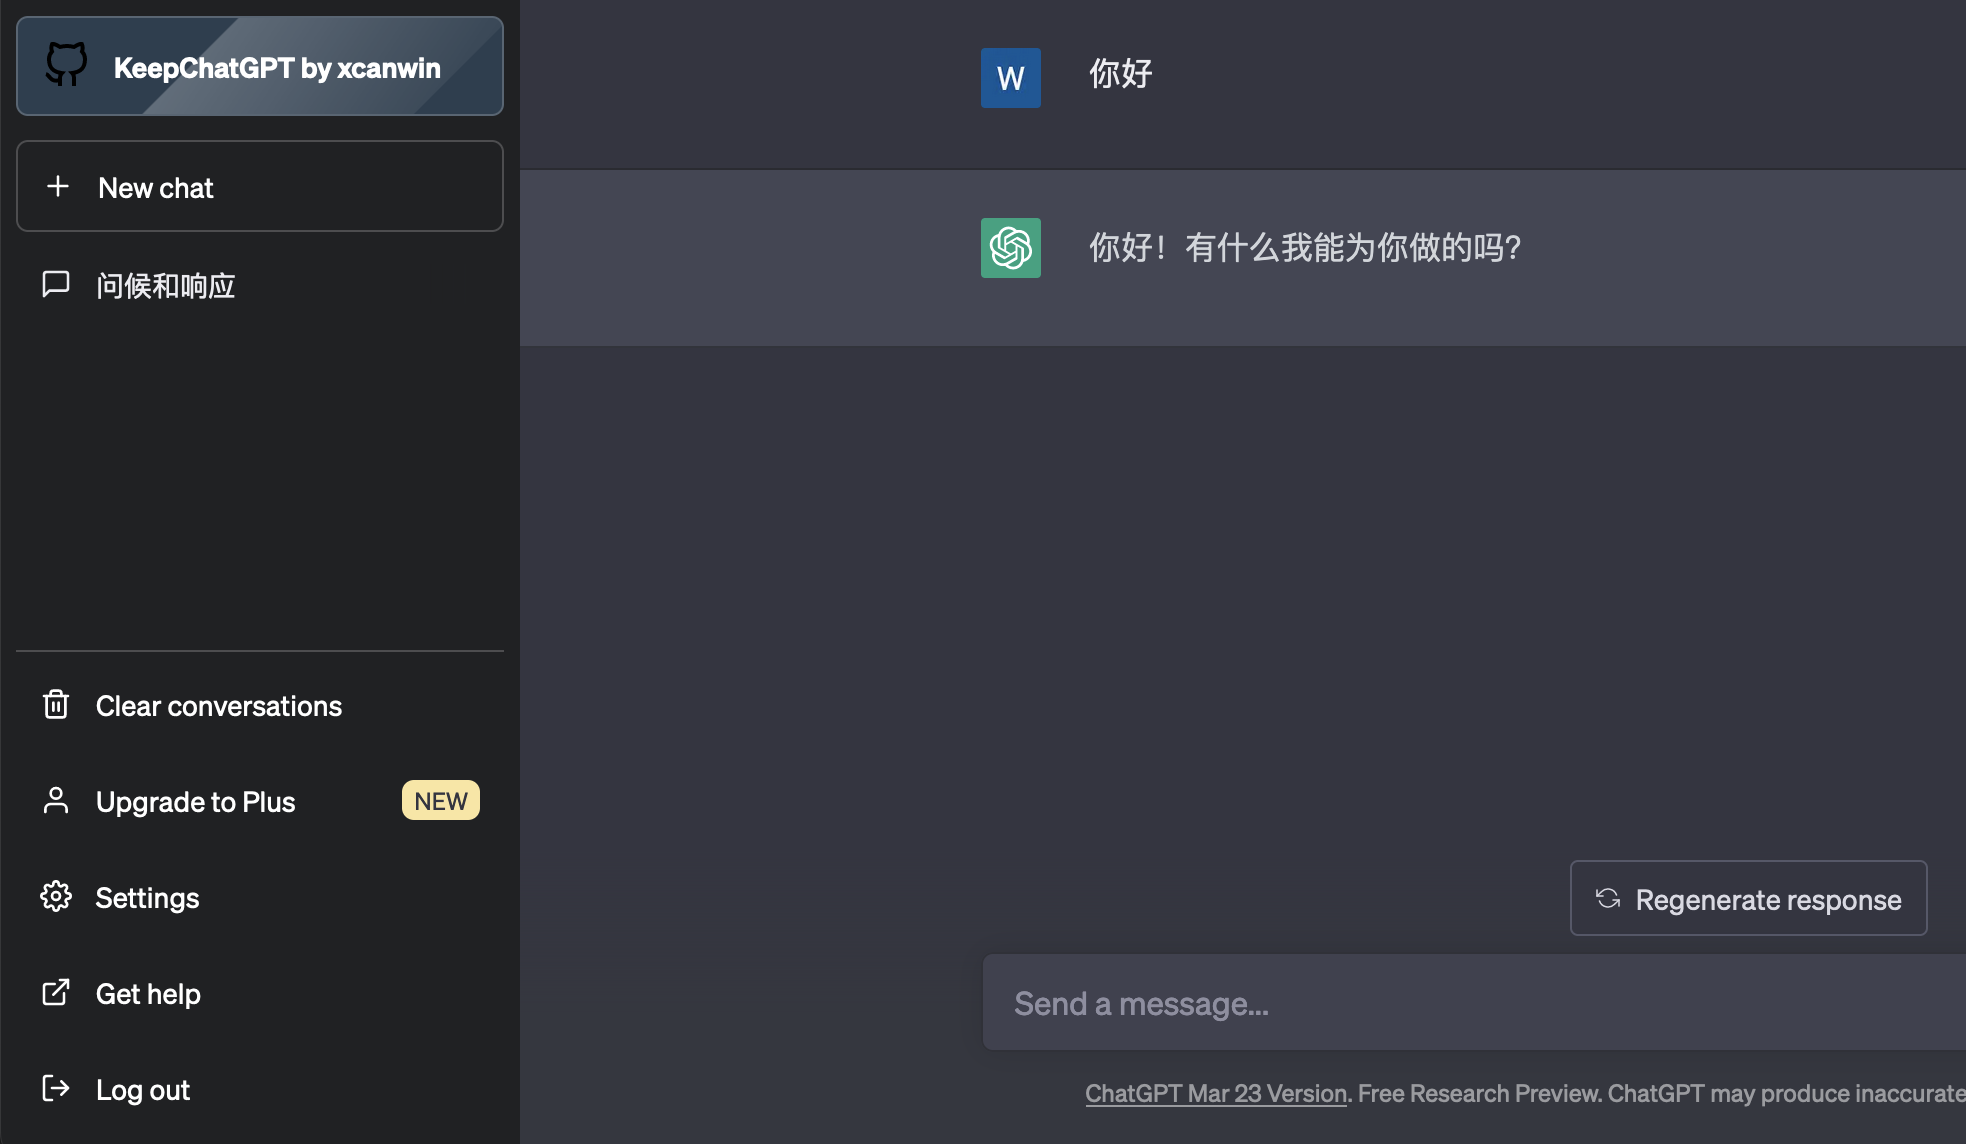 KeepChatGPT by xcanwin
New chat
问候和响应
Clear conversations
Upgrade to Plus
NEW
Settings
Get help
Log out
W
你好
你好！有什么我能为你做的吗？
Regenerate response
Send a message...
ChatGPT Mar 23 Version. Free Research Preview. ChatGPT may produce inaccurate